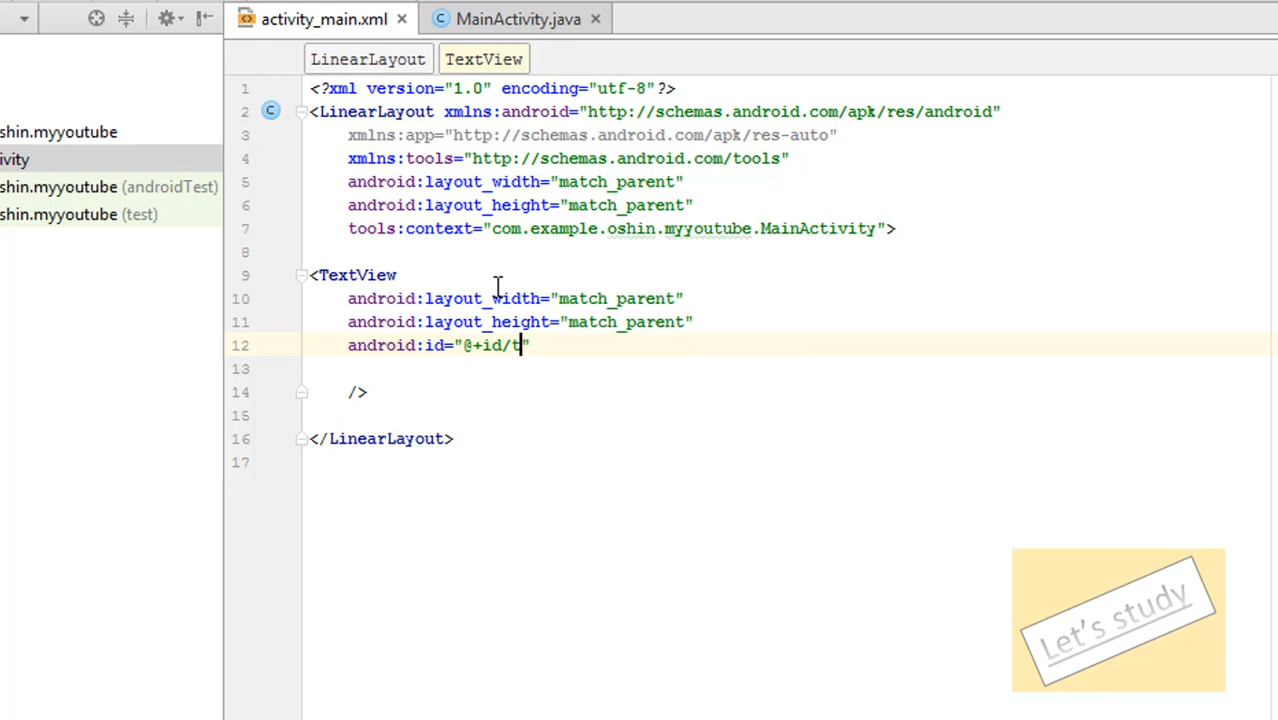 activity_main.xml
MainActivity.java
LinearLayout TextView
shin.myyoutube
ivity
shin.myyoutube (androidTest)
shin.myyoutube (test)
1 <?xml version="1.0" encoding="utf-8"?>
2 <LinearLayout xmlns:android="http://schemas.android.com/apk/res/android"
3 xmlns:app="http://schemas.android.com/apk/res-auto"
4 xmlns:tools="http://schemas.android.com/tools"
5 android:layout_width="match_parent"
6 android:layout_height="match_parent"
7 tools:context="com.example.oshin.myyoutube.MainActivity">
8
9 <TextView
10 android:layout_width="match_parent"
11 android:layout_height="match_parent"
12 android:id="@+id/t"
13
14 />
15
16 </LinearLayout>
17
Let's study